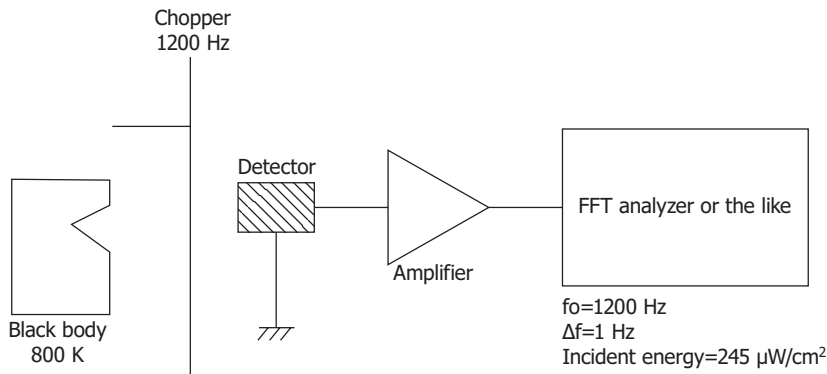 Chopper
1200 Hz
Detector
FFT analyzer or the like
Amplifier
Black body
800 K
fo=1200 Hz
Δf=1 Hz
Incident energy=245 μW/cm²